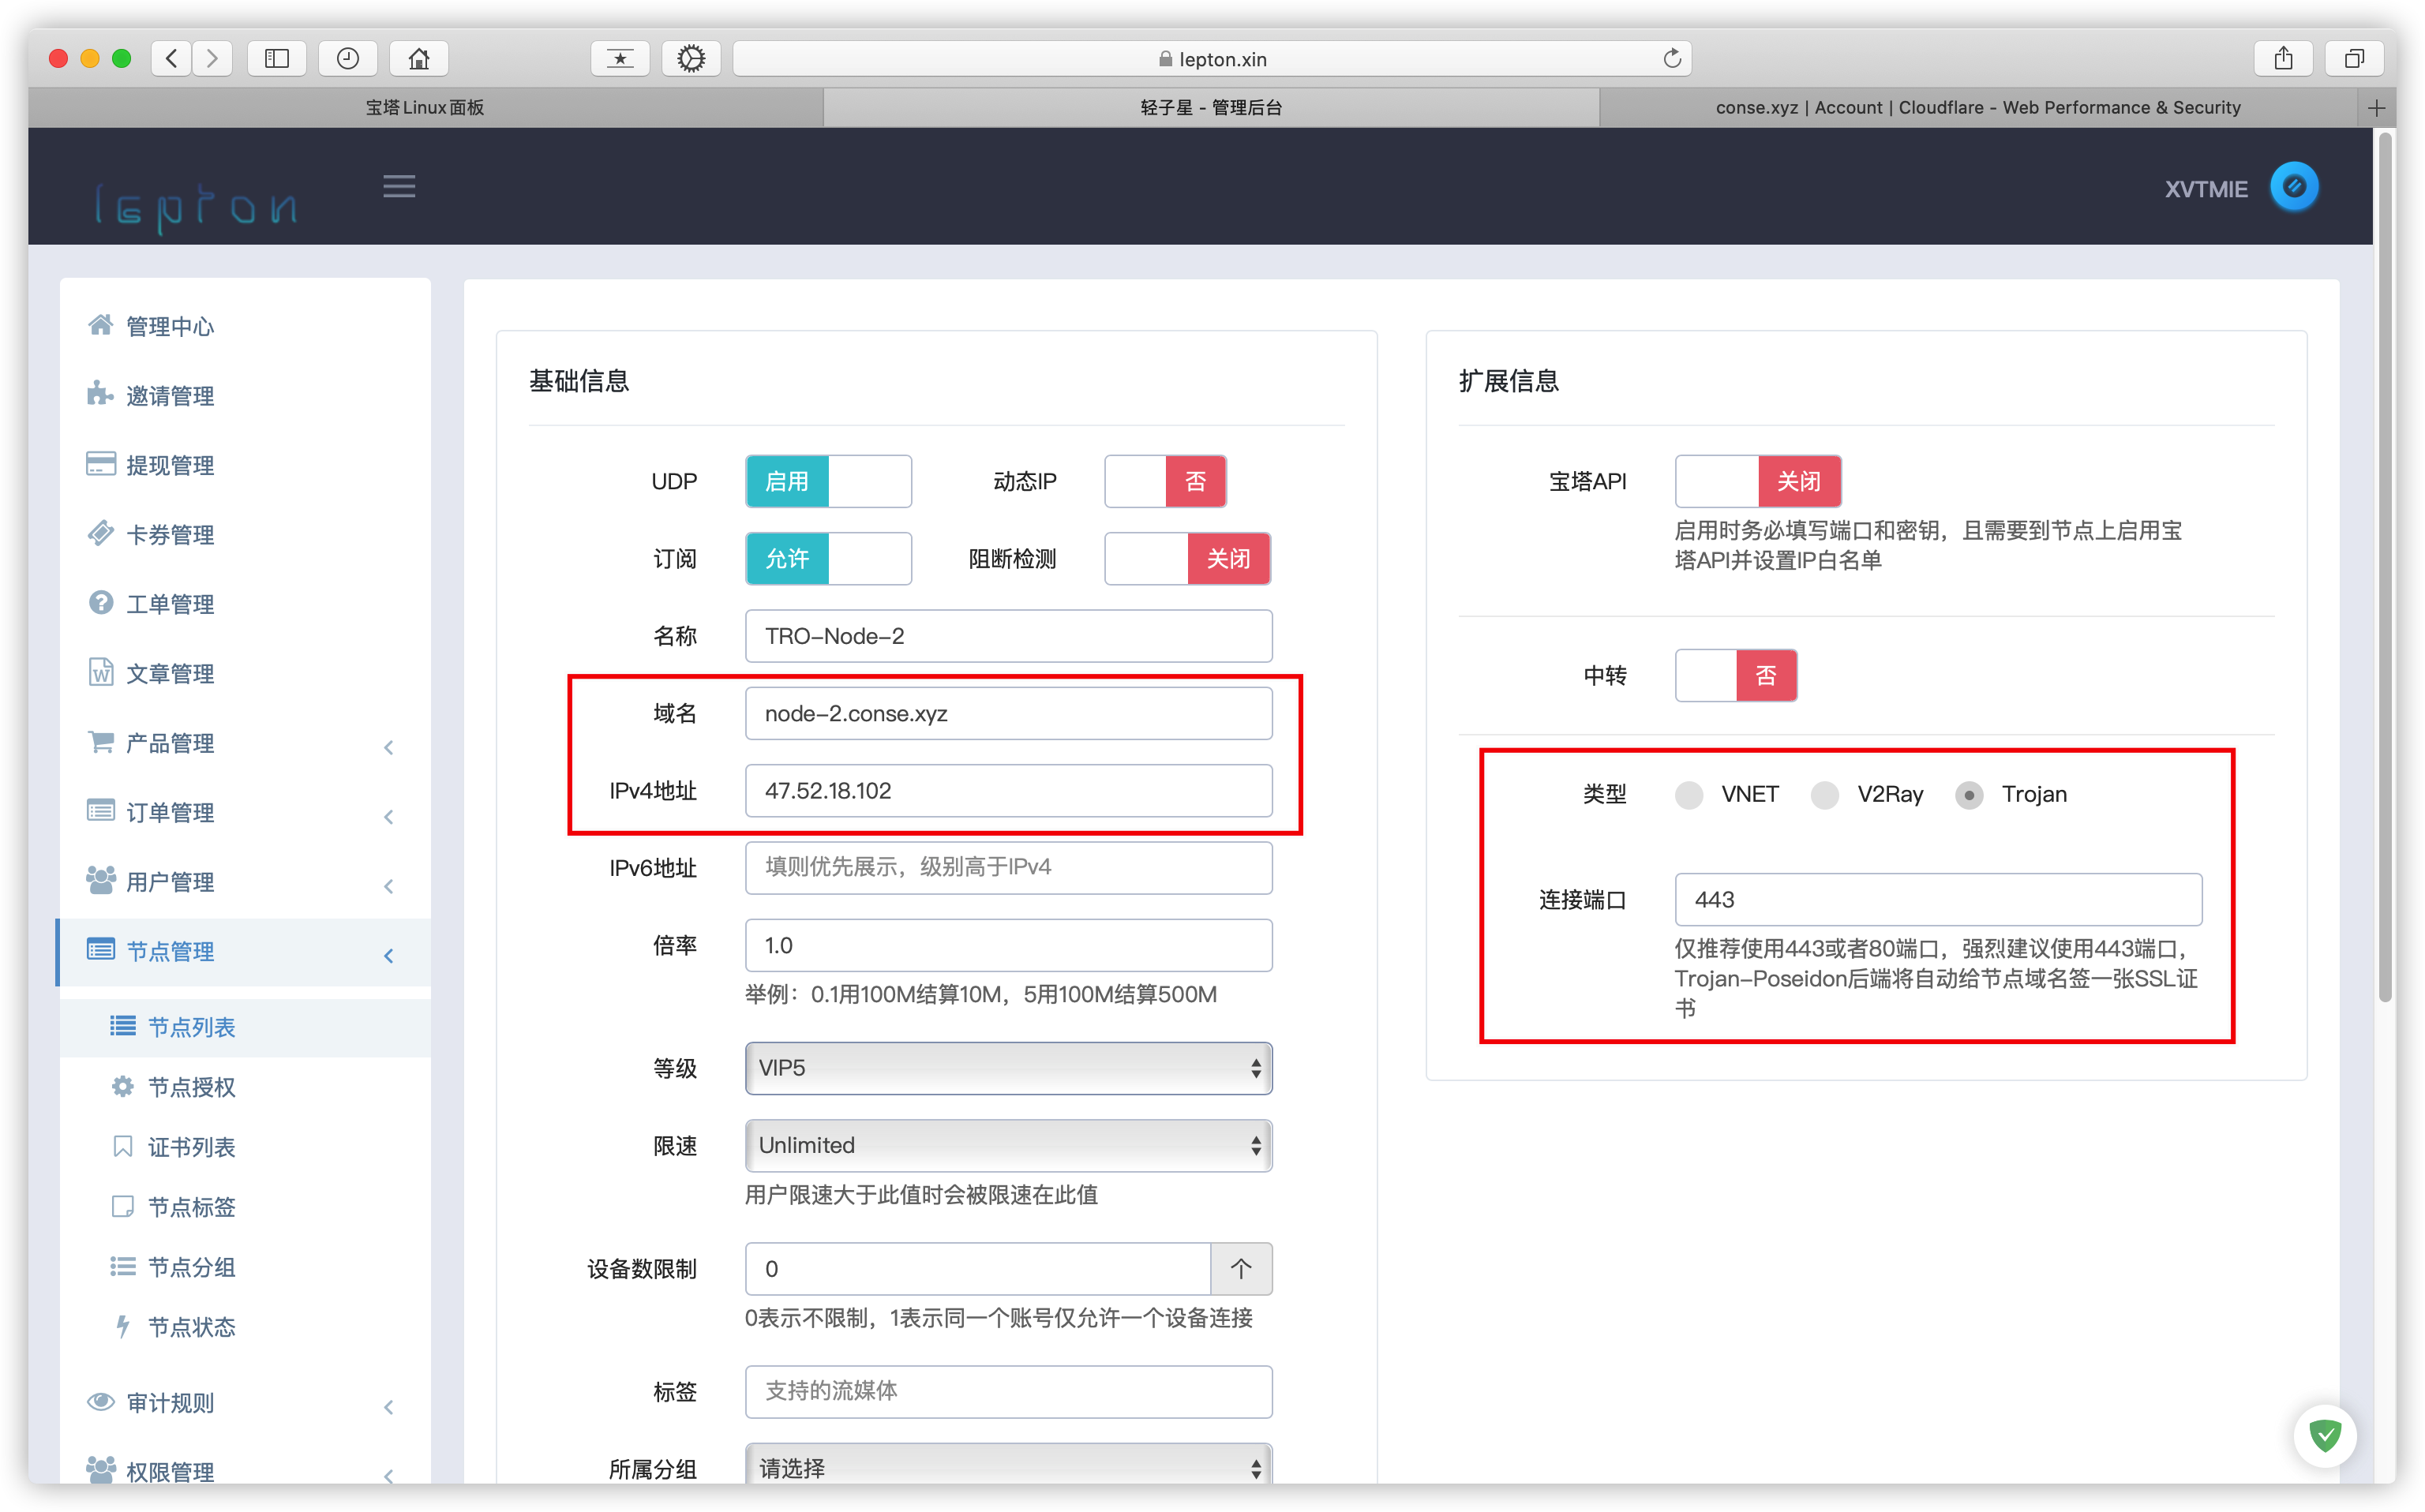 lepton.xin
宝塔Linux面板
轻子星 - 管理后台
conse.xyz | Account | Cloudflare - Web Performance & Security
lepton
XVTMIE
管理中心
邀请管理
提现管理
卡券管理
工单管理
文章管理
产品管理
订单管理
用户管理
节点管理
节点列表
节点授权
证书列表
节点标签
节点分组
节点状态
审计规则
权限管理
基础信息
UDP 启用 动态IP 否
订阅 允许 阻断检测 关闭
名称 TRO-Node-2
域名 node-2.conse.xyz
IPv4地址 47.52.18.102
IPv6地址 填则优先展示，级别高于IPv4
倍率 1.0
举例：0.1用100M结算10M，5用100M结算500M
等级 VIP5
限速 Unlimited
用户限速大于此值时会被限速在此值
设备数限制 0 个
0表示不限制，1表示同一个账号仅允许一个设备连接
标签 支持的流媒体
所属分组 请选择
扩展信息
宝塔API 关闭
启用时务必填写端口和密钥，且需要到节点上启用宝
塔API并设置IP白名单
中转 否
类型 VNET V2Ray Trojan
连接端口 443
仅推荐使用443或者80端口，强烈建议使用443端口，
Trojan-Poseidon后端将自动给节点域名签一张SSL证
书